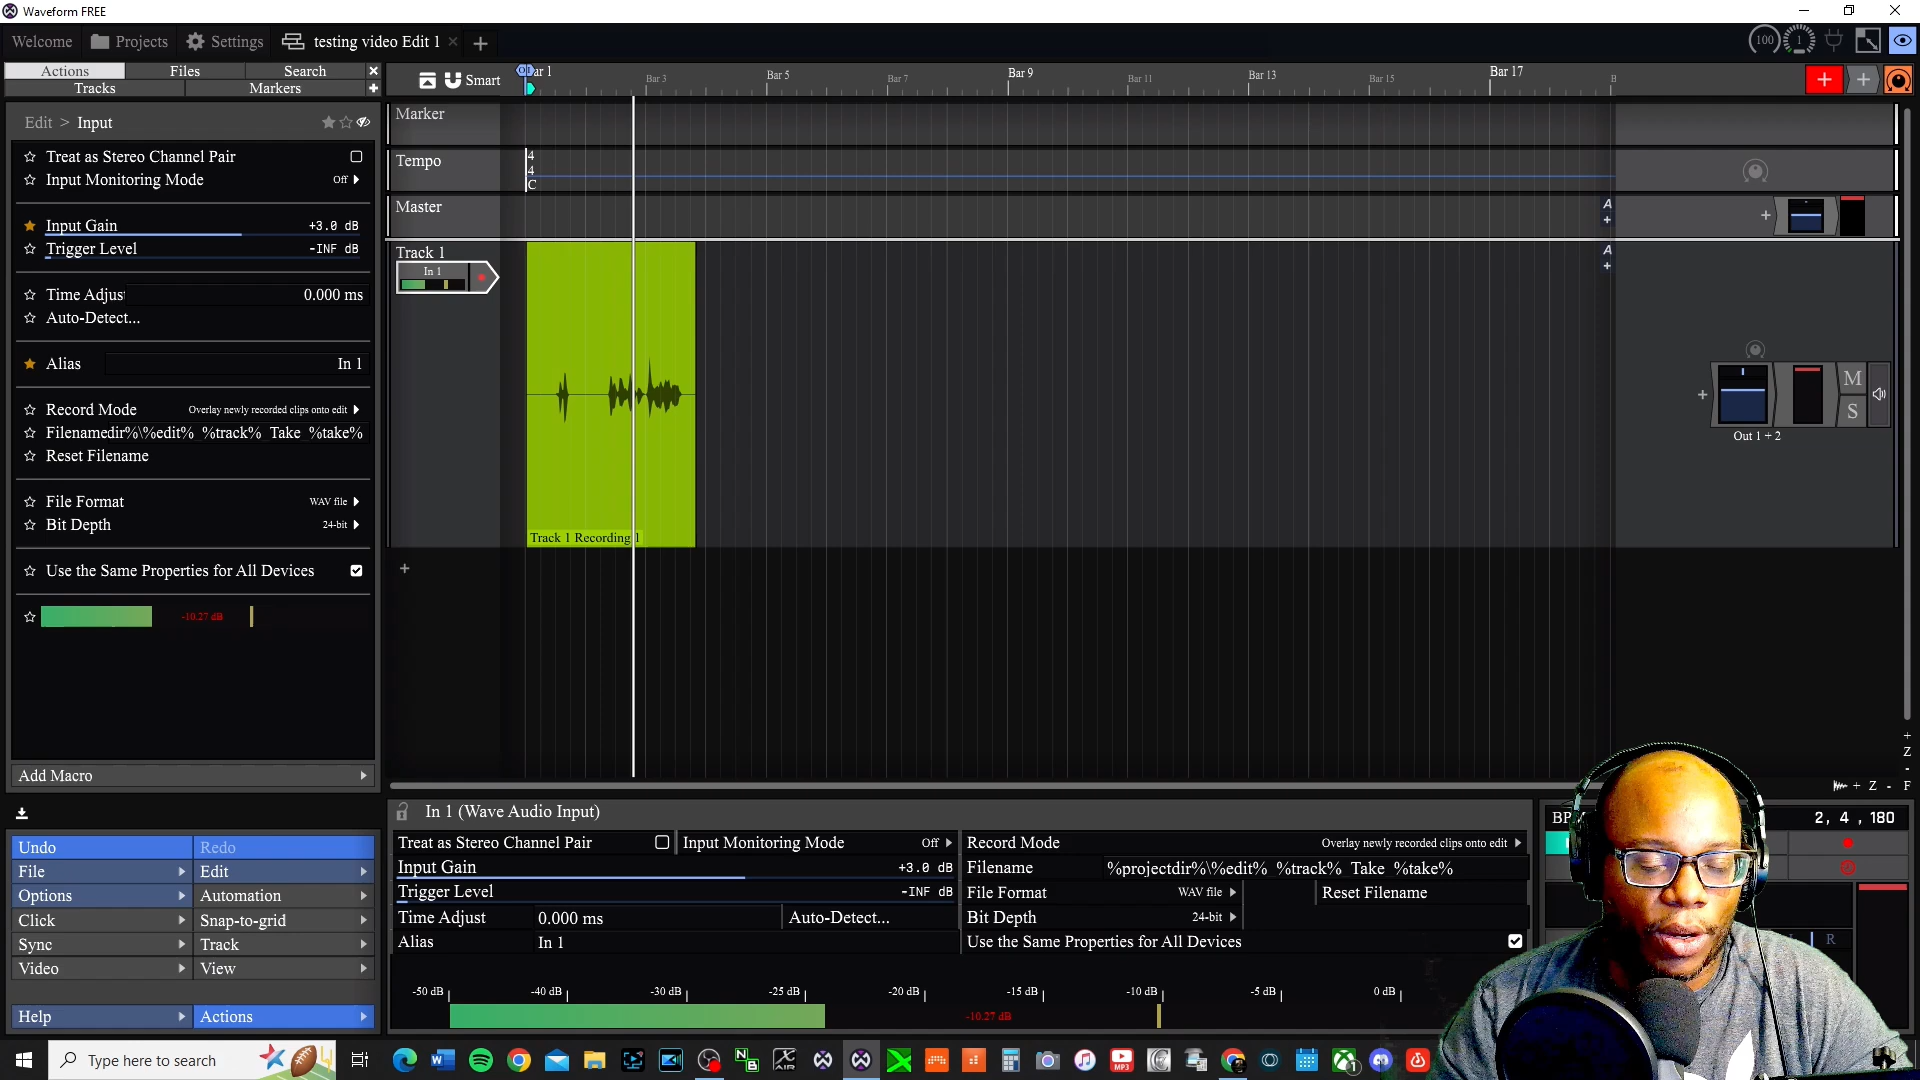 Waveform FREE
Welcome Projects Settings testing video Edit 1
Actions Files Search
Tracks Markers
Smart
Bar 3 Bar 5 Bar 7 Bar 9 Bar 11 Bar 13 Bar 15 Bar 17
100 1
Edit > Input
Treat as Stereo Channel Pair
Input Monitoring Mode Off
Input Gain +3.0 dB
Trigger Level -INF dB
Time Adjust 0.000 ms
Auto-Detect...
Alias In 1
Record Mode Overlay newly recorded clips onto edit
Filename dir%\%edit%_%track%_Take_%take%
Reset Filename
File Format WAV file
Bit Depth 24-bit
Use the Same Properties for All Devices
-10.27 dB
Add Macro
Marker
Tempo
4
4
C
Master
A
Track 1
In 1
A
Track 1 Recording 1
M
S
Out 1 + 2
+ Z - F
+
Z
-
Undo Redo
File Edit
Options Automation
Click Snap-to-grid
Sync Track
Video View
Help Actions
In 1 (Wave Audio Input)
Treat as Stereo Channel Pair
Input Monitoring Mode Off
Input Gain +3.0 dB
Trigger Level -INF dB
Time Adjust 0.000 ms Auto-Detect...
Alias In 1
Record Mode Overlay newly recorded clips onto edit
Filename %projectdir%\%edit%_%track%_Take_%take%
File Format WAV file Reset Filename
Bit Depth 24-bit
Use the Same Properties for All Devices
-50 dB -40 dB -30 dB -25 dB -20 dB -15 dB -10 dB -5 dB 0 dB
-10.27 dB
2, 4 , 180
R
Type here to search